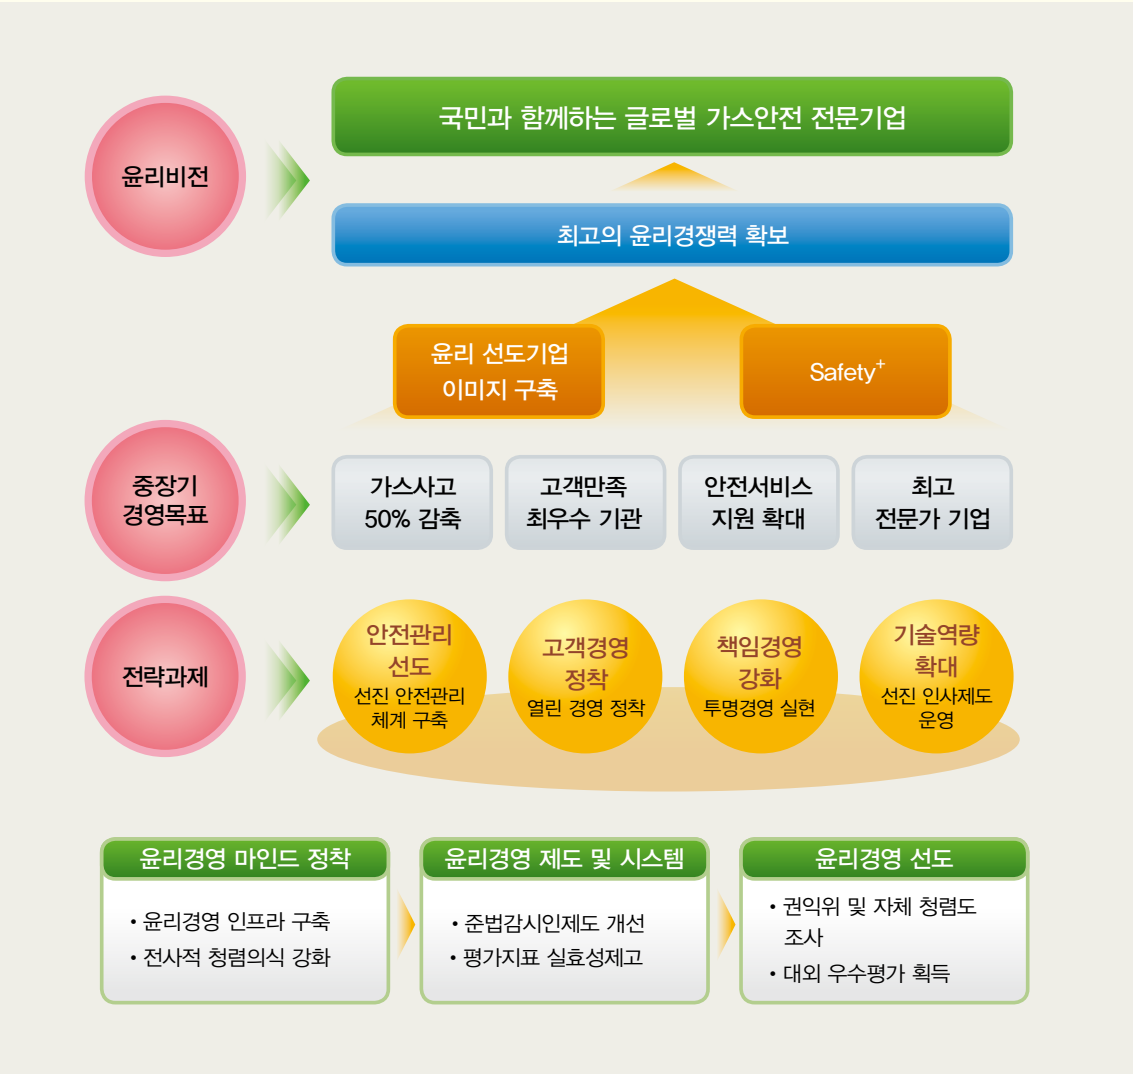 윤리비전
국민과 함께하는 글로벌 가스안전 전문기업
최고의 윤리경쟁력 확보
윤리 선도기업
이미지 구축
Safety+
중장기
경영목표
가스사고
50% 감축
고객만족
최우수 기관
안전서비스
지원 확대
최고
전문가 기업
전략과제
안전관리
선도
선진 안전관리
체계 구축
고객경영
정착
열린 경영 정착
책임경영
강화
투명경영 실현
기술역량
확대
선진 인사제도
운영
윤리경영 마인드 정착
• 윤리경영 인프라 구축
• 전사적 청렴의식 강화
윤리경영 제도 및 시스템
• 준법감시인제도 개선
• 평가지표 실효성제고
윤리경영 선도
• 권익위 및 자체 청렴도
조사
• 대외 우수평가 획득